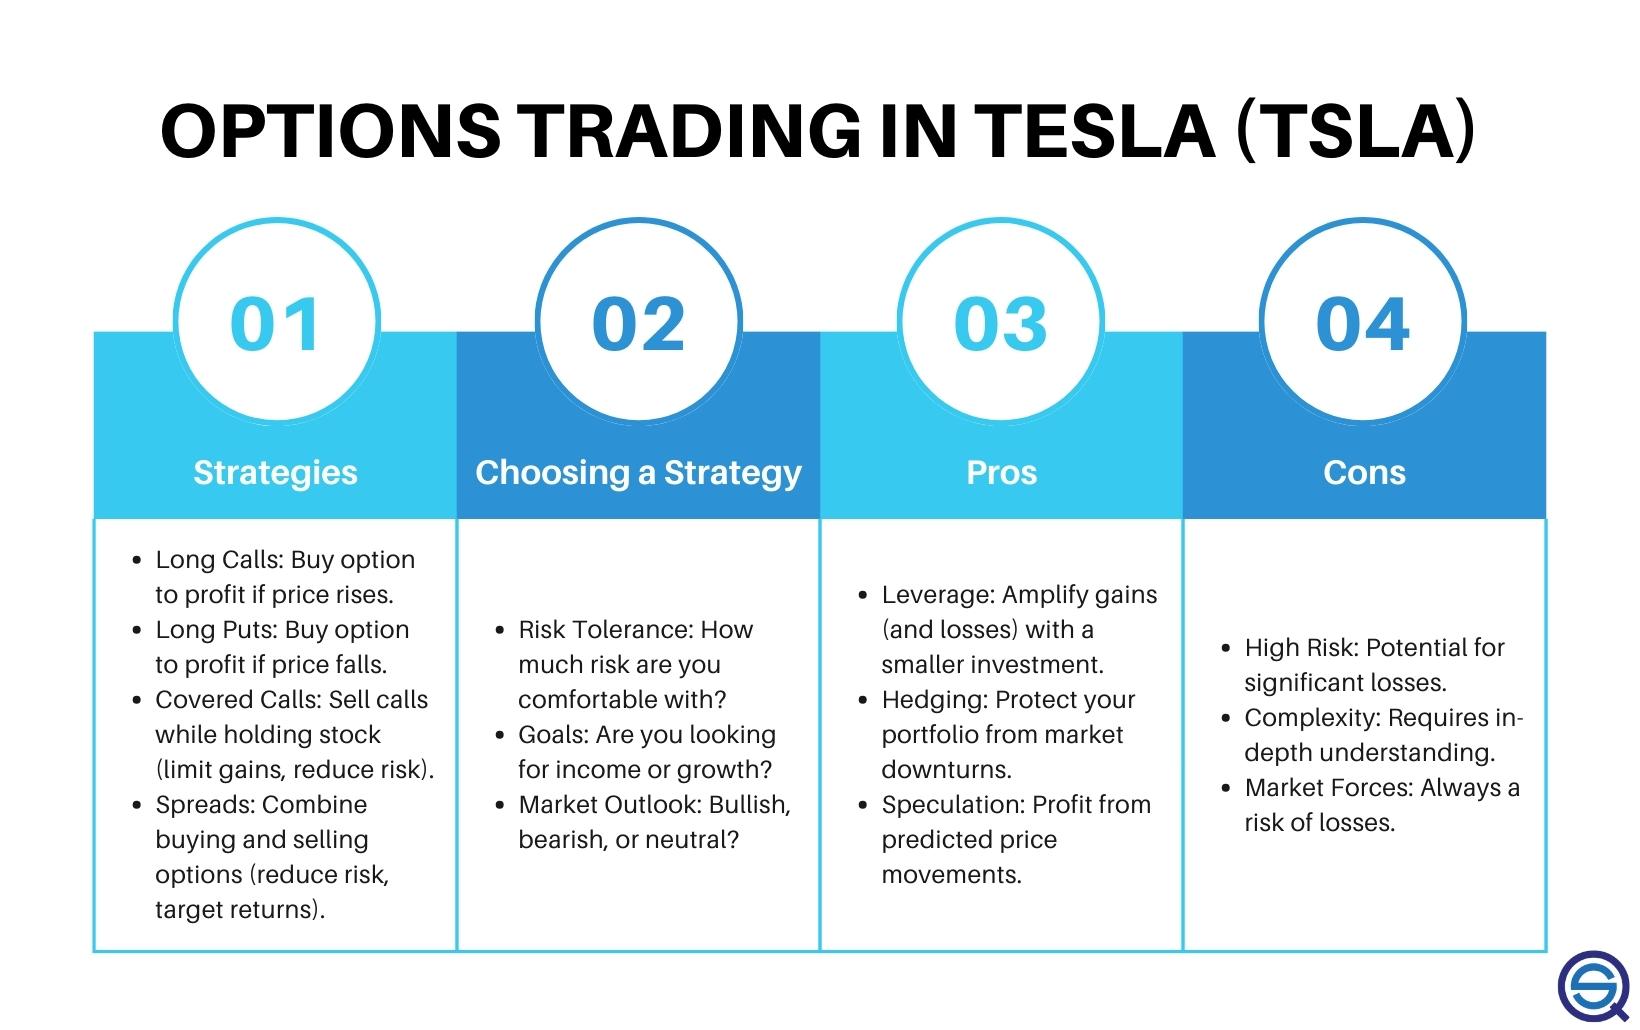 OPTIONS TRADING IN TESLA (TSLA)
01
Strategies
• Long Calls: Buy option
to profit if price rises.
• Long Puts: Buy option
to profit if price falls.
• Covered Calls: Sell calls
while holding stock
(limit gains, reduce risk).
• Spreads: Combine
buying and selling
options (reduce risk,
target returns).
02
Choosing a Strategy
• Risk Tolerance: How
much risk are you
comfortable with?
• Goals: Are you looking
for income or growth?
• Market Outlook: Bullish,
bearish, or neutral?
03
Pros
• Leverage: Amplify gains
(and losses) with a
smaller investment.
• Hedging: Protect your
portfolio from market
downturns.
• Speculation: Profit from
predicted price
movements.
04
Cons
• High Risk: Potential for
significant losses.
• Complexity: Requires in-
depth understanding.
• Market Forces: Always a
risk of losses.